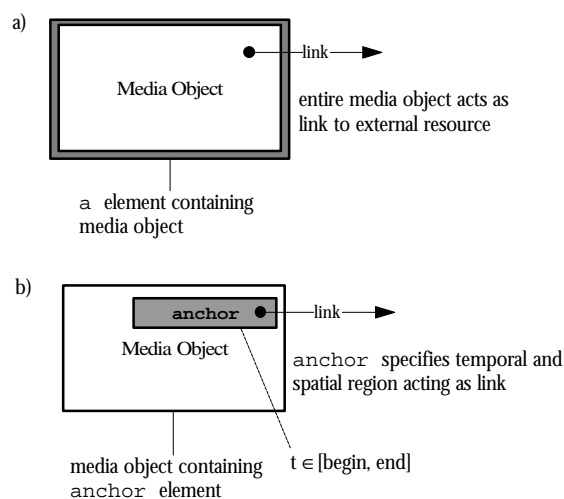 a)
link
Media Object
entire media object acts as
link to external resource
a element containing
media object
b)
anchor
link
Media Object
anchor specifies temporal and
spatial region acting as link
t ∈ [begin, end]
media object containing
anchor element